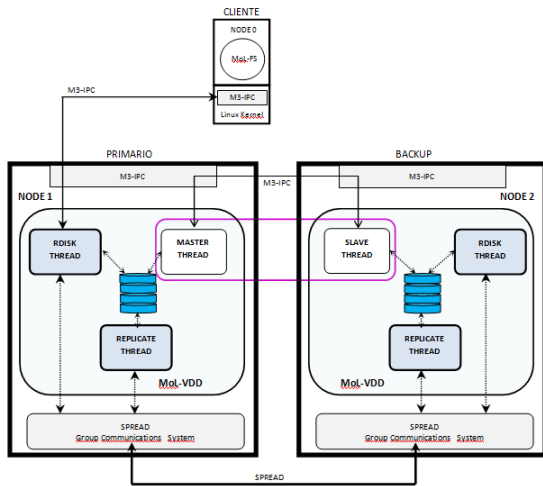 CLIENTE
NODE 0
MoL-FS
M3-IPC
Linux Kernel
M3-IPC
PRIMARIO
BACKUP
M3-IPC
M3-IPC
M3-IPC
NODE 1
NODE 2
RDISK
THREAD
MASTER
THREAD
SLAVE
THREAD
RDISK
THREAD
REPLICATE
THREAD
REPLICATE
THREAD
MoL-VDD
MoL-VDD
SPREAD
Group Communications System
SPREAD
Group Communications System
SPREAD